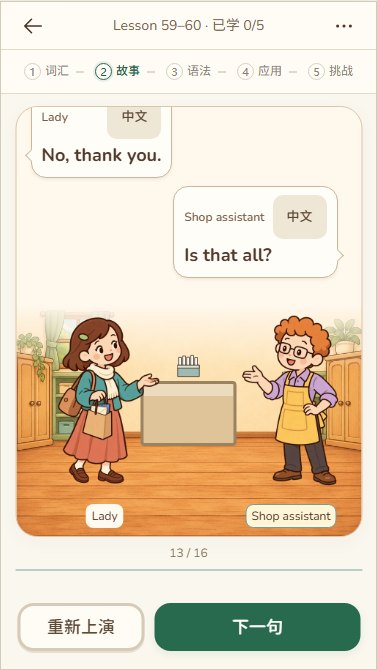 Lesson 59–60 · 已学 0/5
1 词汇 2 故事 3 语法 4 应用 5 挑战
Lady 中文
No, thank you.
Shop assistant 中文
Is that all?
Lady Shop assistant
13 / 16
重新上演 下一句